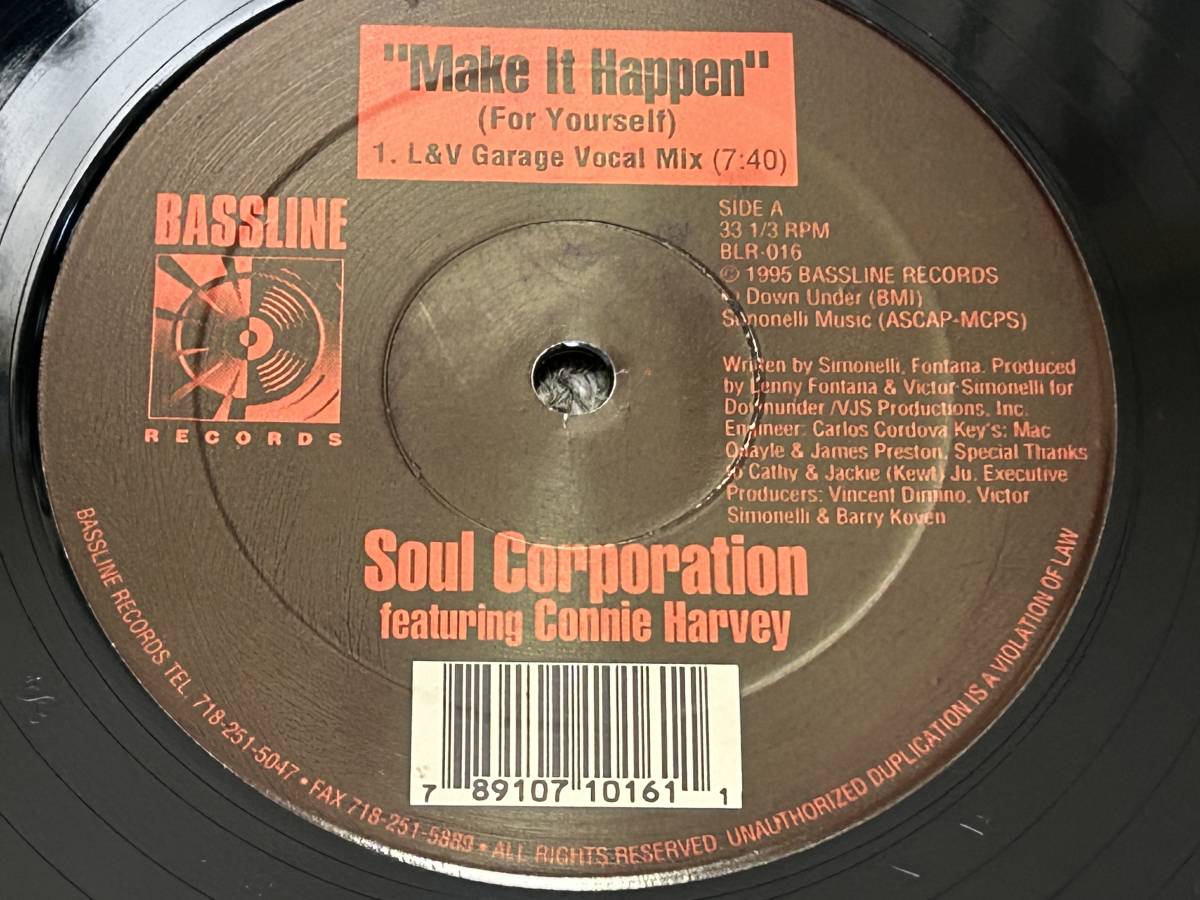 "Make It Happen"
(For Yourself)
1. L&V Garage Vocal Mix (7:40)
BASSLINE
RECORDS
SIDE A
33 1/3 RPM
BLR-016
© 1995 BASSLINE RECORDS
Down Under (BMI)
Simonelli Music (ASCAP-MCPS)
Written by Simonelli, Fontana. Produced
by Lenny Fontana & Victor Simonelli for
Downunder /VJS Productions, Inc.
Engineer: Carlos Cordova Key's: Mac
Quayle & James Preston. Special Thanks
to Cathy & Jackie (Kewt) Ju. Executive
Producers: Vincent Dimino, Victor
Simonelli & Barry Koven
Soul Corporation
featuring Connie Harvey
7 89107 10161 1
BASSLINE RECORDS TEL. 718-251-5047 • FAX 718-251-5889 • ALL RIGHTS RESERVED. UNAUTHORIZED DUPLICATION IS A VIOLATION OF LAW